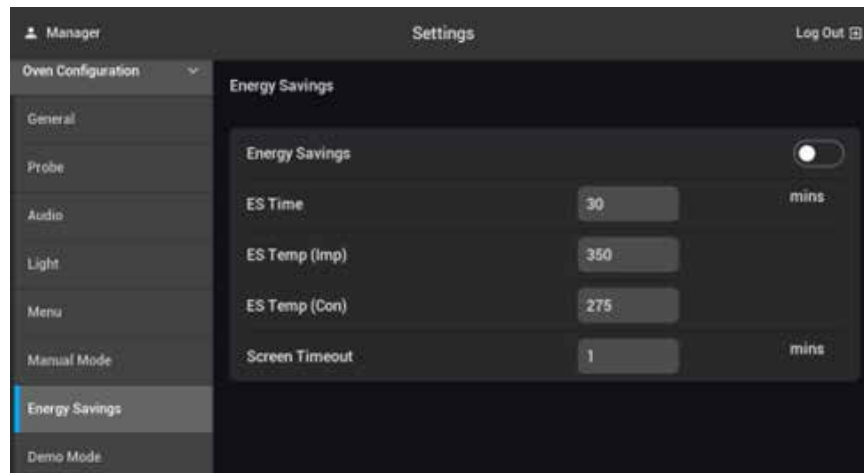 Manager
Settings
Log Out
Oven Configuration
General
Probe
Audio
Light
Menu
Manual Mode
Energy Savings
Demo Mode
Energy Savings
Energy Savings
ES Time 30 mins
ES Temp (Imp) 350
ES Temp (Con) 275
Screen Timeout 1 mins